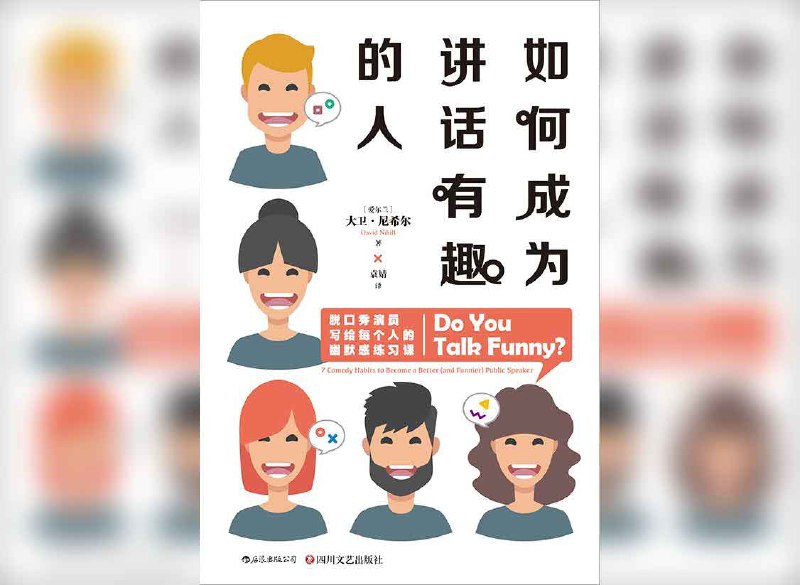 如何成为
讲话有趣
的人
[爱尔兰]
大卫·尼希尔
David Nihill
著
袁婧
译
脱口秀演员
写给每个人的
幽默感练习课
Do You
Talk Funny?
7 Comedy Habits to Become a Better (and Funnier) Public Speaker
后浪出版公司
四川文艺出版社